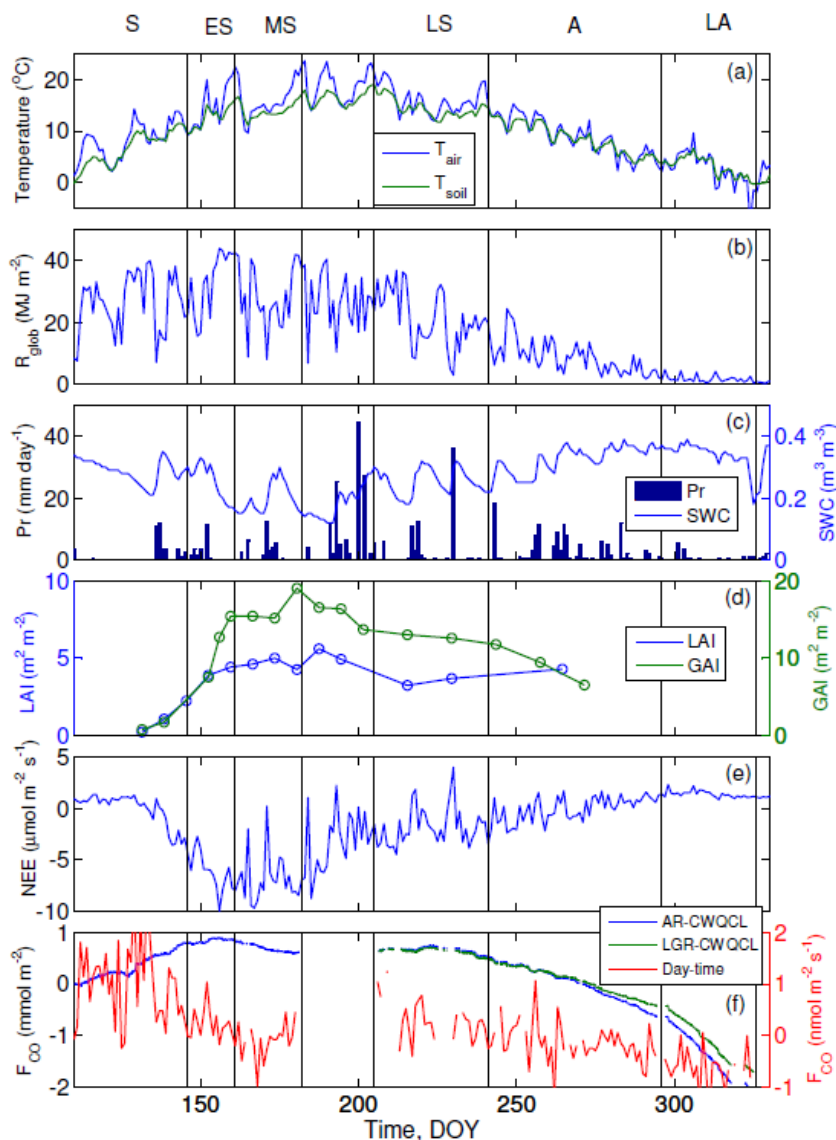 S ES MS LS A LA
(a)
Temperature (°C)
20
10
0
T_air
T_soil
(b)
R_glob (MJ m⁻²)
40
20
0
(c)
Pr (mm day⁻¹)
40
20
0
SWC (m³ m⁻³)
0.4
0.2
0
Pr
SWC
(d)
LAI (m² m⁻²)
10
5
0
GAI (m² m⁻²)
20
10
0
LAI
GAI
(e)
NEE (μmol m⁻² s⁻¹)
5
0
-5
-10
AR-CWQCL
LGR-CWQCL
Day-time
(f)
F_CO (mmol m⁻²)
1
0
-1
-2
F_CO (nmol m⁻² s⁻¹)
2
1
0
-1
150 200 250 300
Time, DOY